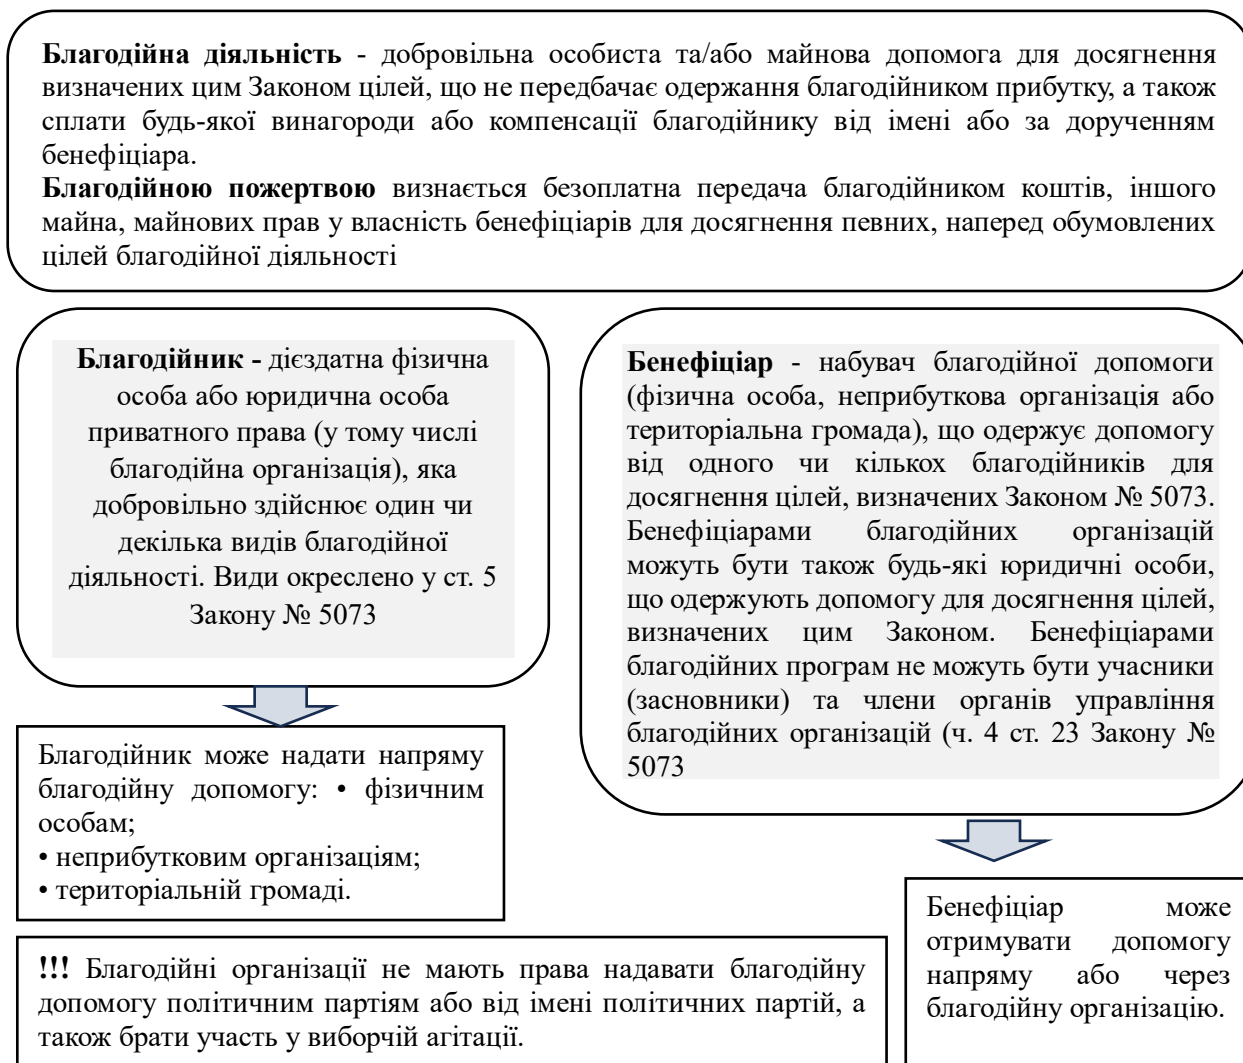 Благодійна діяльність - добровільна особиста та/або майнова допомога для досягнення
визначених цим Законом цілей, що не передбачає одержання благодійником прибутку, а також
сплати будь-якої винагороди або компенсації благодійнику від імені або за дорученням
бенефіціара.
Благодійною пожертвою визнається безоплатна передача благодійником коштів, іншого
майна, майнових прав у власність бенефіціарів для досягнення певних, наперед обумовлених
цілей благодійної діяльності
Благодійник - дієздатна фізична
особа або юридична особа
приватного права (у тому числі
благодійна організація), яка
добровільно здійснює один чи
декілька видів благодійної
діяльності. Види окреслено у ст. 5
Закону № 5073
Бенефіціар - набувач благодійної допомоги
(фізична особа, неприбуткова організація або
територіальна громада), що одержує допомогу
від одного чи кількох благодійників для
досягнення цілей, визначених Законом № 5073.
Бенефіціарами благодійних організацій
можуть бути також будь-які юридичні особи,
що одержують допомогу для досягнення цілей,
визначених цим Законом. Бенефіціарами
благодійних програм не можуть бути учасники
(засновники) та члени органів управління
благодійних організацій (ч. 4 ст. 23 Закону №
5073
Благодійник може надати напряму
благодійну допомогу: • фізичним
особам;
• неприбутковим організаціям;
• територіальній громаді.
Бенефіціар може
отримувати допомогу
напряму або через
благодійну організацію.
!!! Благодійні організації не мають права надавати благодійну
допомогу політичним партіям або від імені політичних партій, а
також брати участь у виборчій агітації.